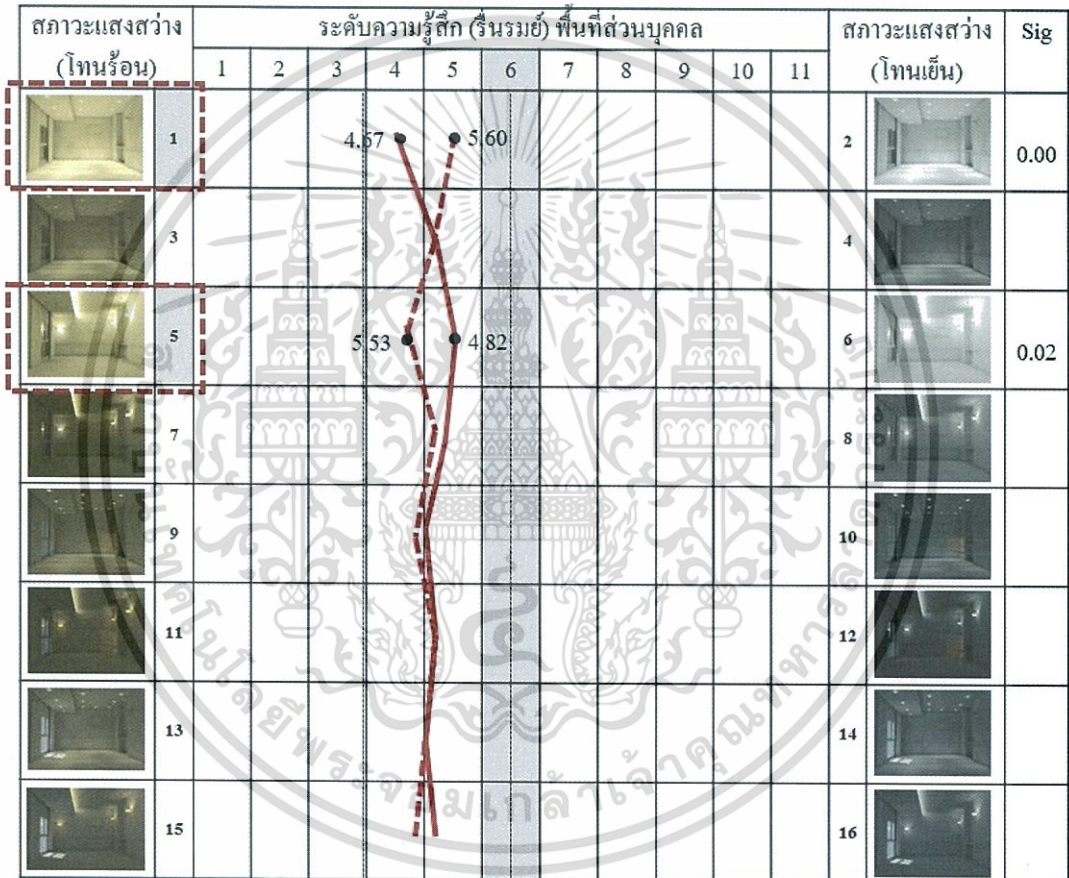 สภาวะแสงสว่าง ระดับความรู้สึก (รื่นรมย์) พื้นที่ส่วนบุคคล สภาวะแสงสว่าง Sig
(โทนร้อน) 1 2 3 4 5 6 7 8 9 10 11 (โทนเย็น)
1 4.67 5.60 2 0.00
3 4
5 5.53 4.82 6 0.02
7 8
9 10
11 12
13 14
15 16